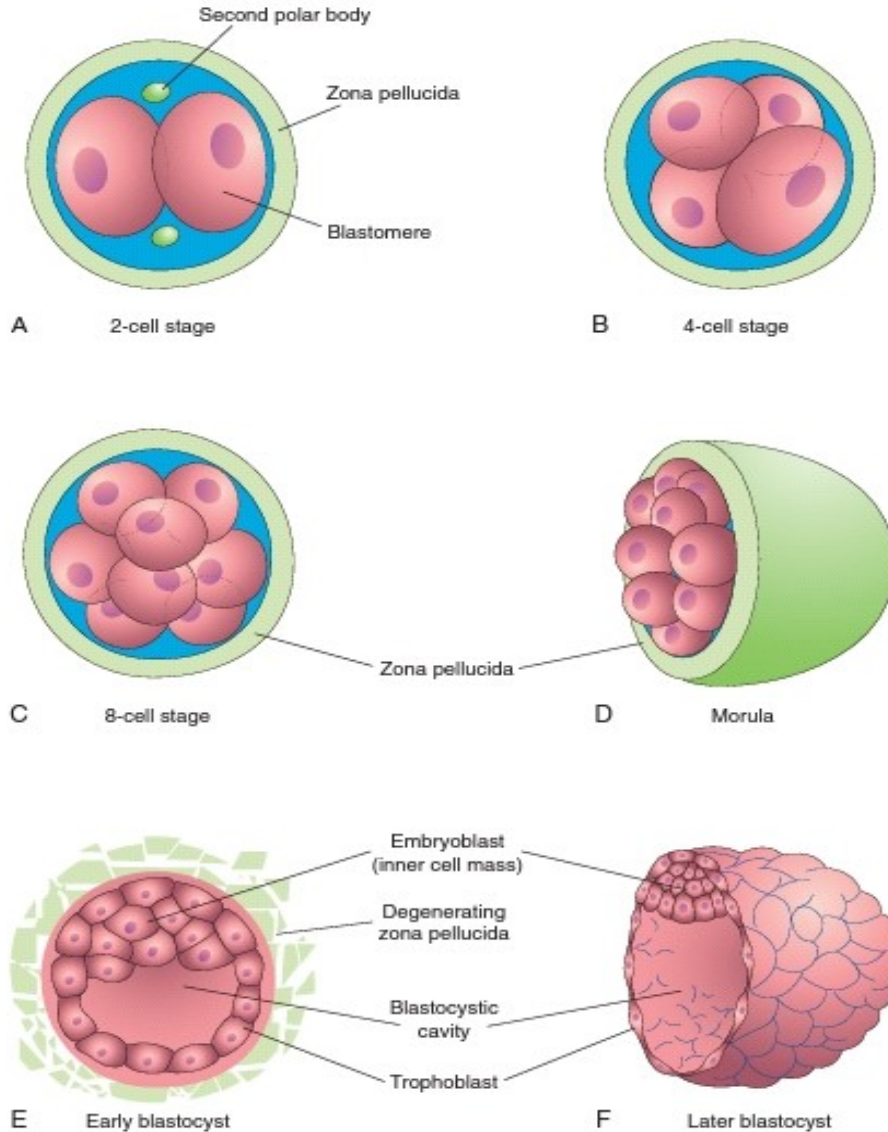 Second polar body
Zona pellucida
Blastomere
A 2-cell stage
B 4-cell stage
Zona pellucida
C 8-cell stage
D Morula
Embryoblast
(inner cell mass)
Degenerating
zona pellucida
Blastocystic
cavity
Trophoblast
E Early blastocyst
F Later blastocyst